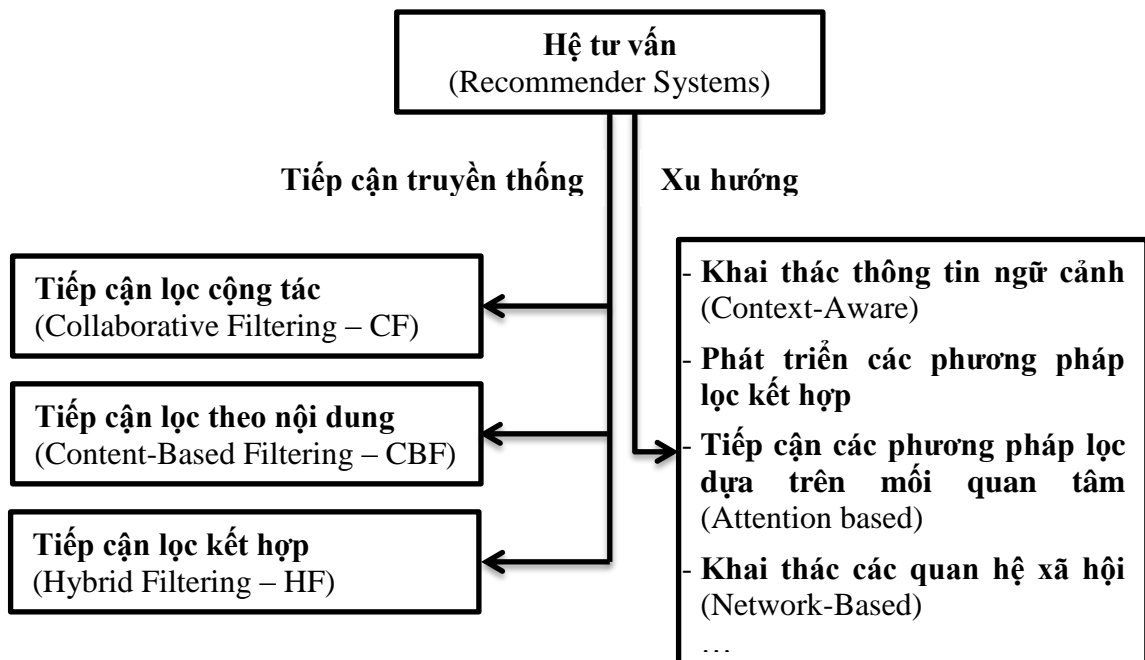 Hệ tư vấn
(Recommender Systems)
Tiếp cận truyền thống
Xu hướng
Tiếp cận lọc cộng tác
(Collaborative Filtering – CF)
Tiếp cận lọc theo nội dung
(Content-Based Filtering – CBF)
Tiếp cận lọc kết hợp
(Hybrid Filtering – HF)
- Khai thác thông tin ngữ cảnh
(Context-Aware)
- Phát triển các phương pháp
lọc kết hợp
- Tiếp cận các phương pháp lọc
dựa trên mối quan tâm
(Attention based)
- Khai thác các quan hệ xã hội
(Network-Based)
…